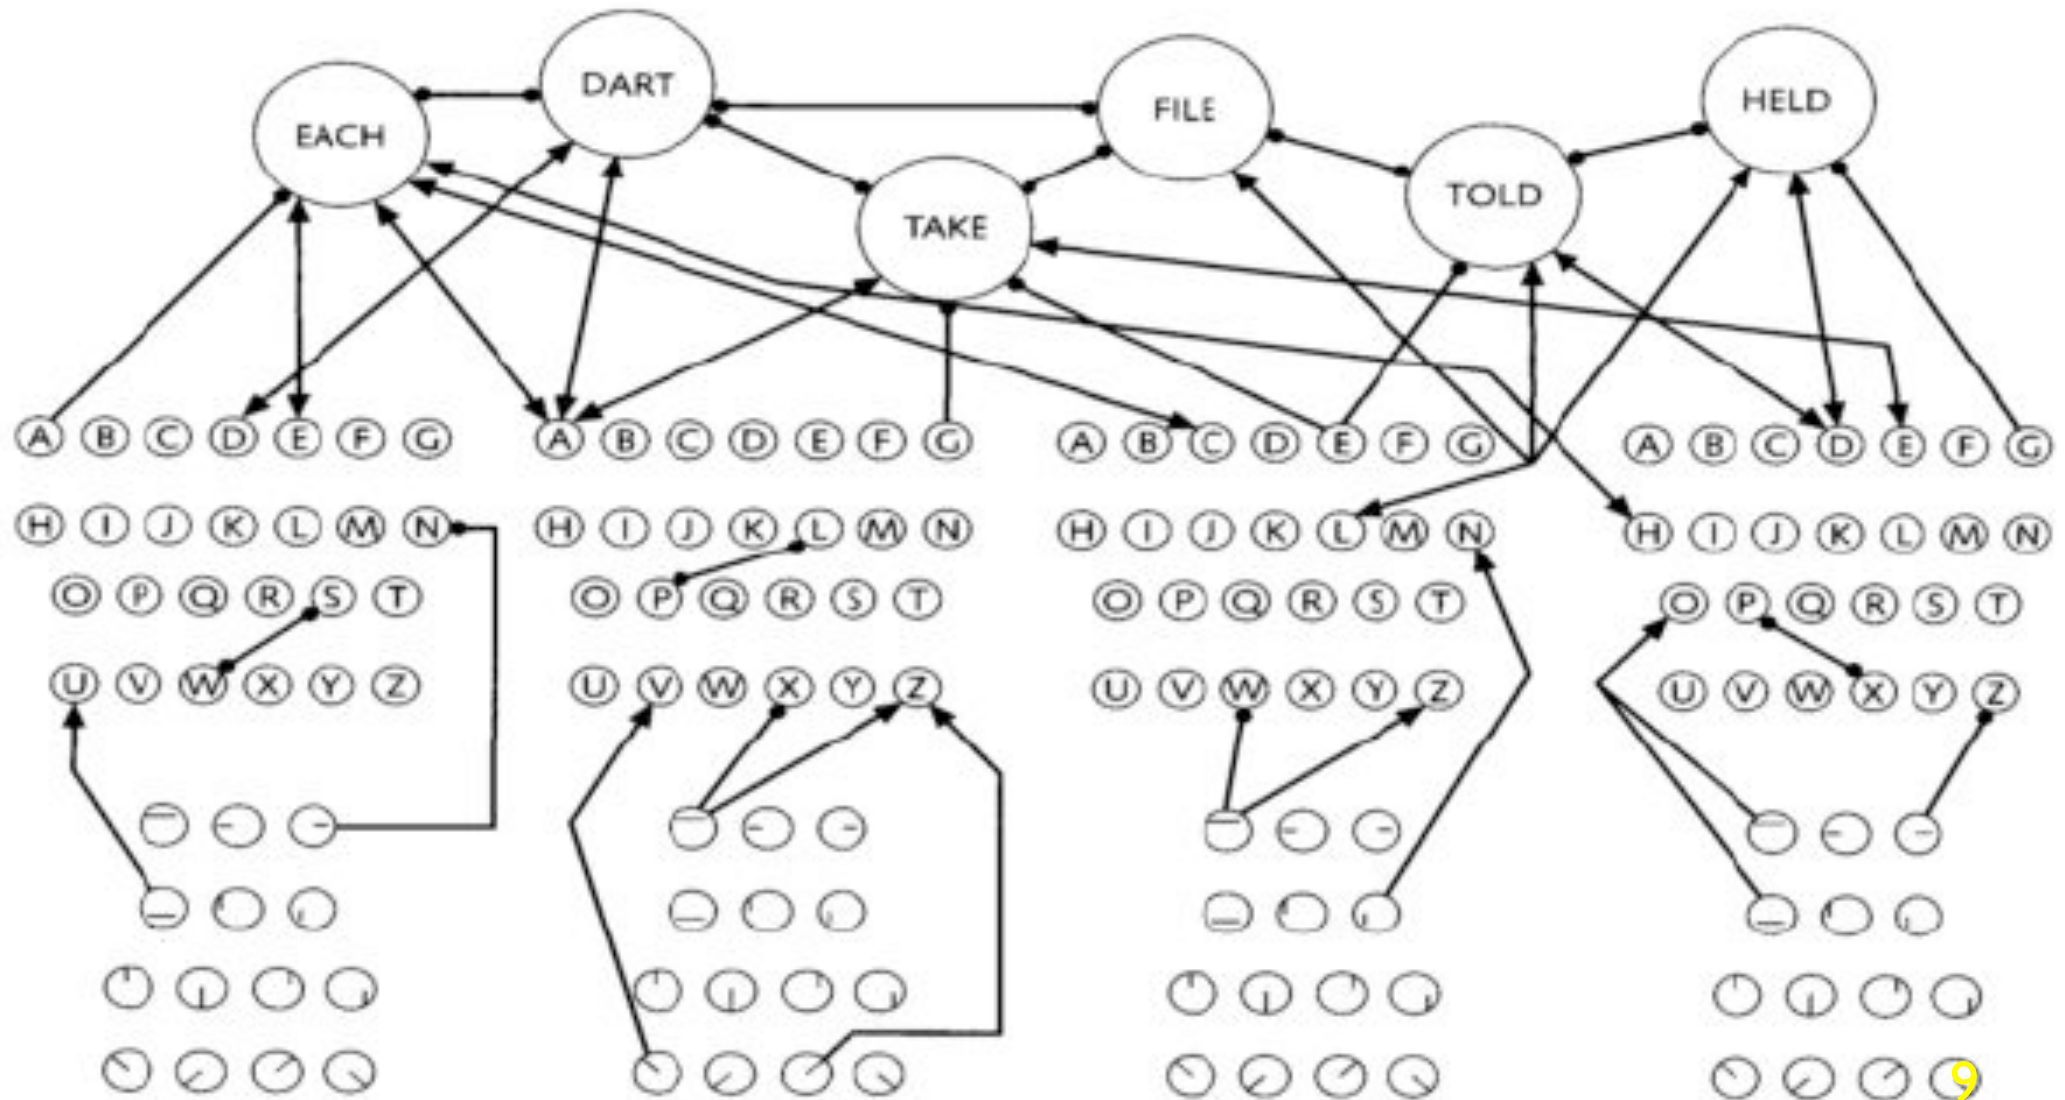 DART
HELD
FILE
EACH
TOLD
TAKE
A B C D E F G A B C D E F G A B C D E F G A B C D E F G
H I J K L M N H I J K L M N H I J K L M N H I J K L M N
O P Q R S T O P Q R S T O P Q R S T O P Q R S T
U V W X Y Z U V W X Y Z U V W X Y Z U V W X Y Z
9